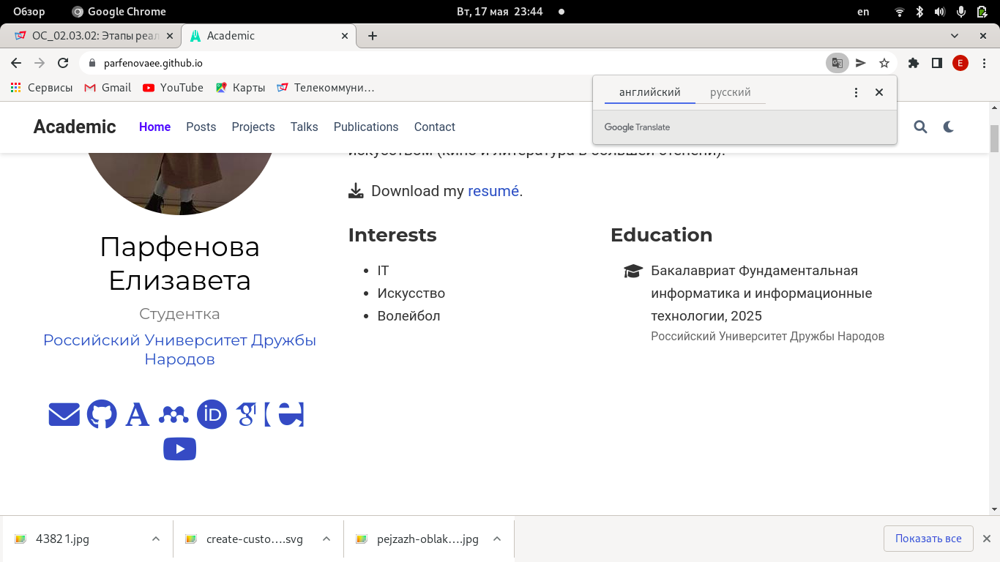 Обзор
Google Chrome
Вт, 17 мая 23:44
en
ОС_02.03.02: Этапы реал
Academic
parfenovaee.github.io
E
Сервисы
Gmail
YouTube
Карты
Телекоммуни…
английский
русский
Google Translate
Academic
Home
Posts
Projects
Talks
Publications
Contact
искусством (кино и литература в большей степени).
Download my resumé.
Парфенова
Елизавета
Студентка
Российский Университет Дружбы
Народов
iD
Interests
IT
Искусство
Волейбол
Education
Бакалавриат Фундаментальная
информатика и информационные
технологии, 2025
Российский Университет Дружбы Народов
4382 1.jpg
create-custo….svg
pejzazh-oblak….jpg
Показать все